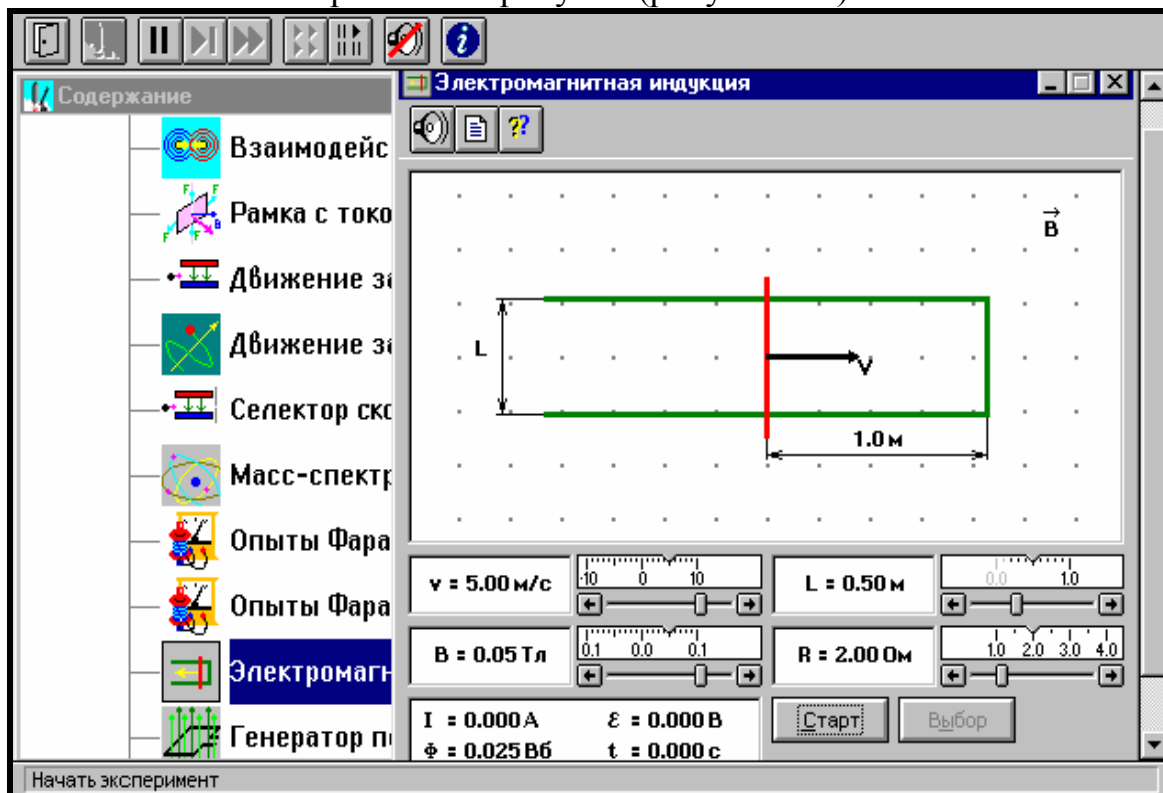 Содержание
Взаимодейс
Рамка с токо
Движение за
Движение за
Селектор ско
Масс-спектр
Опыты Фара
Опыты Фара
Электромагн
Генератор п
Электромагнитная индукция
B
L
V
1.0 м
v = 5.00 м/с
-10 0 10
L = 0.50 м
0.0 1.0
B = 0.05 Тл
0.1 0.0 0.1
R = 2.00 Ом
1.0 2.0 3.0 4.0
I = 0.000 А ℰ = 0.000 В
Φ = 0.025 Вб t = 0.000 с
Старт
Выбор
Начать эксперимент